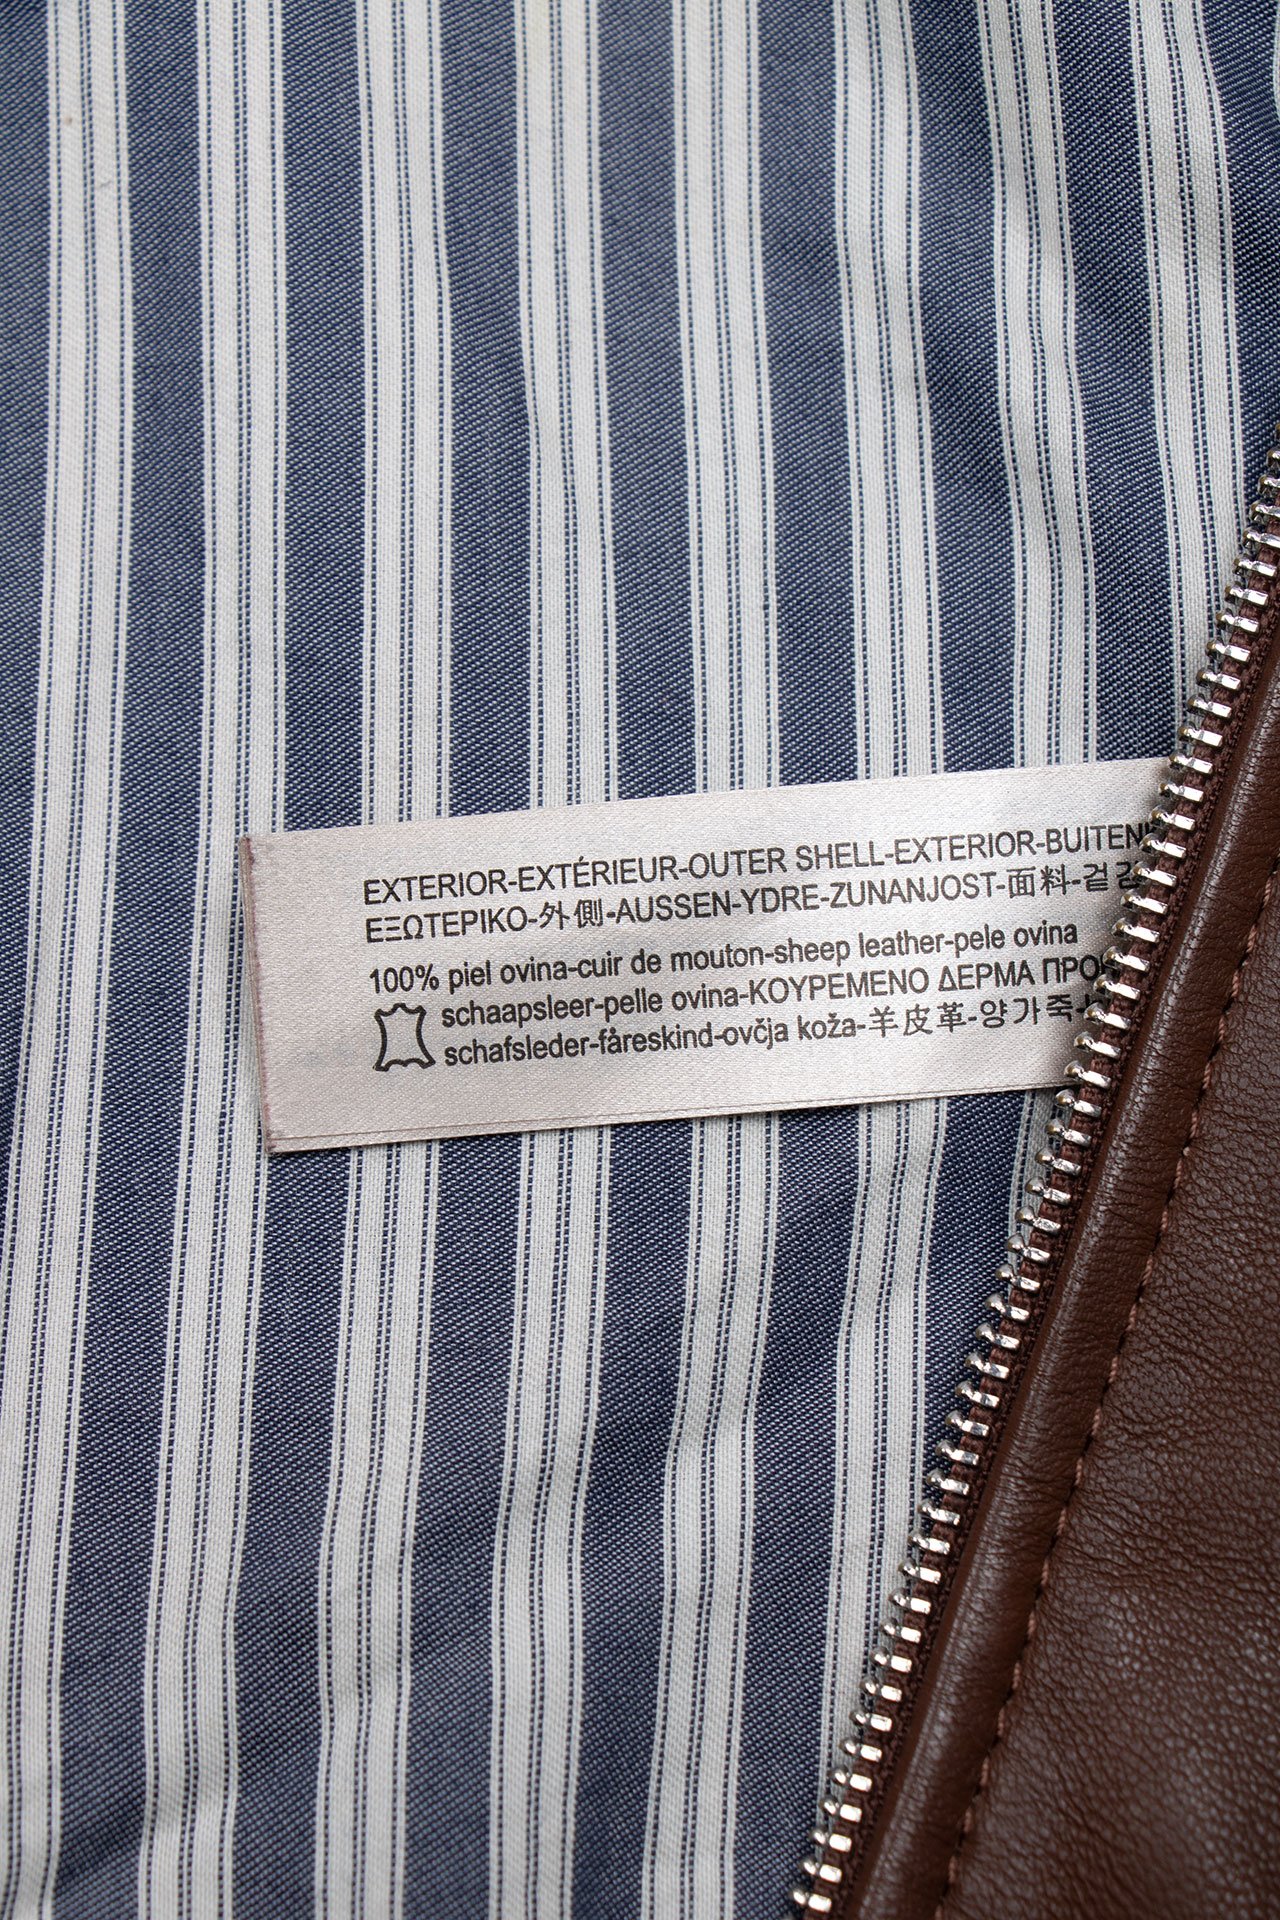 EXTERIOR-EXTÉRIEUR-OUTER SHELL-EXTERIOR-
ΕΞΩΤΕΡΙΚΟ-外側-AUSSEN-YDRE-ZUNANJOST-面料-
100% piel ovina-cuir de mouton-sheep leather-pele ovina
schaapsleer-pelle ovina-ΚΟΥΡΕΜΕΝΟ ΔΕΡΜΑ
schafsleder-fåreskind-ovčja koža-羊皮革-양가죽-